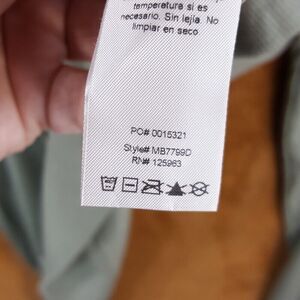 temperatura si es
necesario. Sin lejía. No
limpiar en seco.
PO# 0015321
Style# MB7799D
RN# 125963